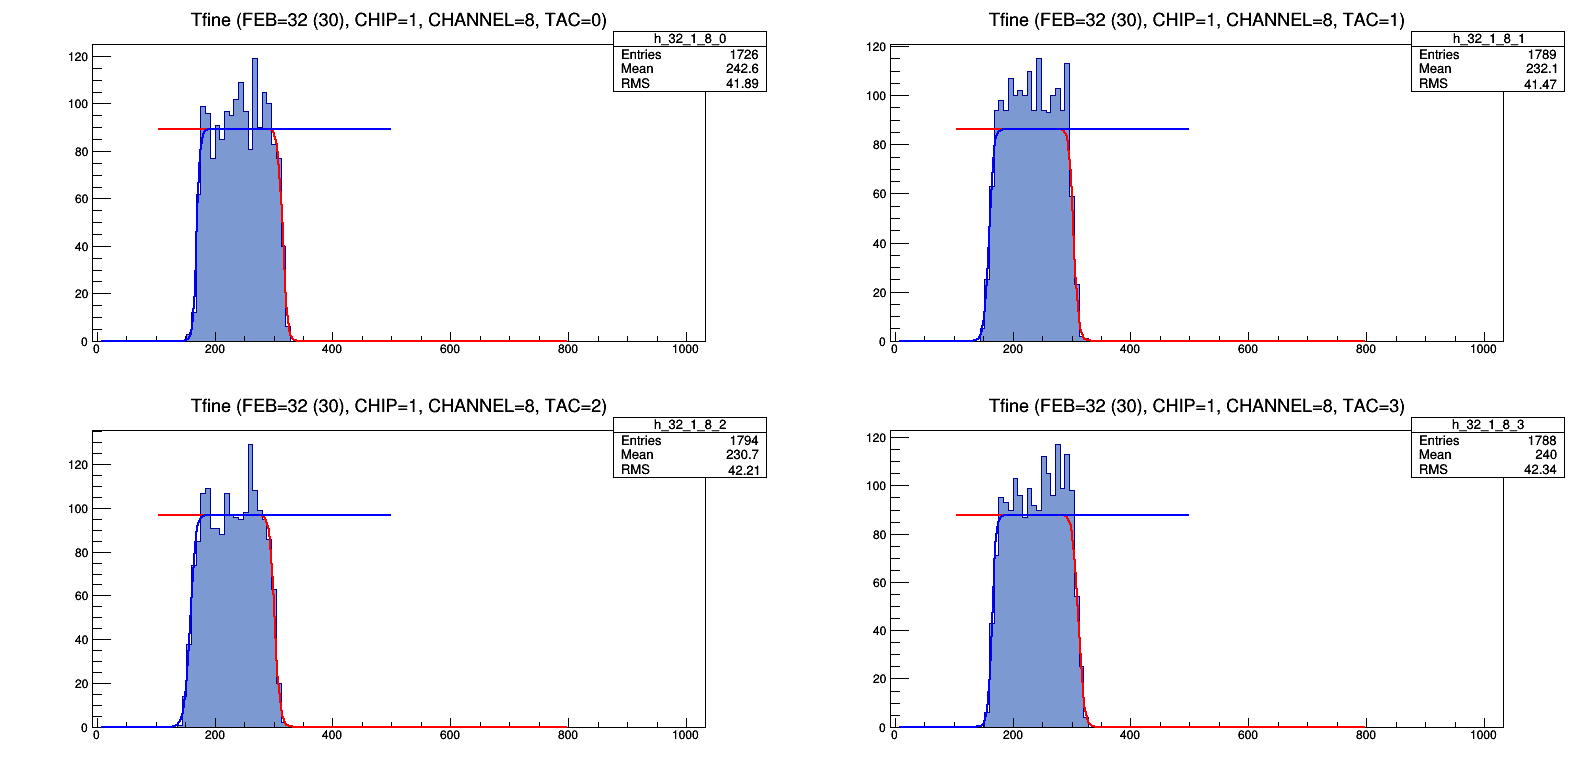 Tfine (FEB=32 (30), CHIP=1, CHANNEL=8, TAC=0)
h_32_1_8_0
Entries 1726
Mean 242.6
RMS 41.89
120
100
80
60
40
20
0
0 200 400 600 800 1000
Tfine (FEB=32 (30), CHIP=1, CHANNEL=8, TAC=1)
h_32_1_8_1
Entries 1789
Mean 232.1
RMS 41.47
120
100
80
60
40
20
0
0 200 400 600 800 1000
Tfine (FEB=32 (30), CHIP=1, CHANNEL=8, TAC=2)
h_32_1_8_2
Entries 1794
Mean 230.7
RMS 42.21
120
100
80
60
40
20
0
0 200 400 600 800 1000
Tfine (FEB=32 (30), CHIP=1, CHANNEL=8, TAC=3)
h_32_1_8_3
Entries 1788
Mean 240
RMS 42.34
120
100
80
60
40
20
0
0 200 400 600 800 1000